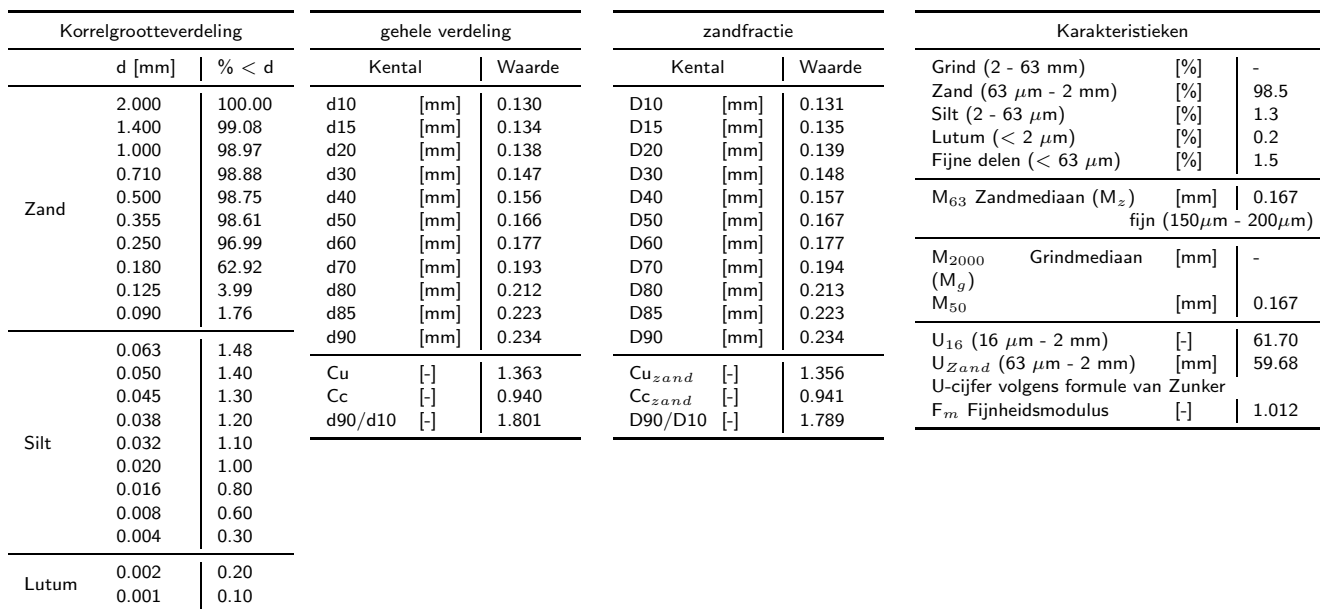 Korrelgrootteverdeling
d [mm] % < d
Zand
2.000 100.00
1.400 99.08
1.000 98.97
0.710 98.88
0.500 98.75
0.355 98.61
0.250 96.99
0.180 62.92
0.125 3.99
0.090 1.76
Silt
0.063 1.48
0.050 1.40
0.045 1.30
0.038 1.20
0.032 1.10
0.020 1.00
0.016 0.80
0.008 0.60
0.004 0.30
Lutum
0.002 0.20
0.001 0.10
gehele verdeling
Kental Waarde
d10 [mm] 0.130
d15 [mm] 0.134
d20 [mm] 0.138
d30 [mm] 0.147
d40 [mm] 0.156
d50 [mm] 0.166
d60 [mm] 0.177
d70 [mm] 0.193
d80 [mm] 0.212
d85 [mm] 0.223
d90 [mm] 0.234
Cu [-] 1.363
Cc [-] 0.940
d90/d10 [-] 1.801
zandfractie
Kental Waarde
D10 [mm] 0.131
D15 [mm] 0.135
D20 [mm] 0.139
D30 [mm] 0.148
D40 [mm] 0.157
D50 [mm] 0.167
D60 [mm] 0.177
D70 [mm] 0.194
D80 [mm] 0.213
D85 [mm] 0.223
D90 [mm] 0.234
Cu_zand [-] 1.356
Cc_zand [-] 0.941
D90/D10 [-] 1.789
Karakteristieken
Grind (2 - 63 mm) [%] -
Zand (63 μm - 2 mm) [%] 98.5
Silt (2 - 63 μm) [%] 1.3
Lutum (< 2 μm) [%] 0.2
Fijne delen (< 63 μm) [%] 1.5
M₆₃ Zandmediaan (M_z) [mm] 0.167
fijn (150μm - 200μm)
M₂₀₀₀ Grindmediaan [mm] -
(M_g)
M₅₀ [mm] 0.167
U₁₆ (16 μm - 2 mm) [-] 61.70
U_Zand (63 μm - 2 mm) [mm] 59.68
U-cijfer volgens formule van Zunker
F_m Fijnheidsmodulus [-] 1.012